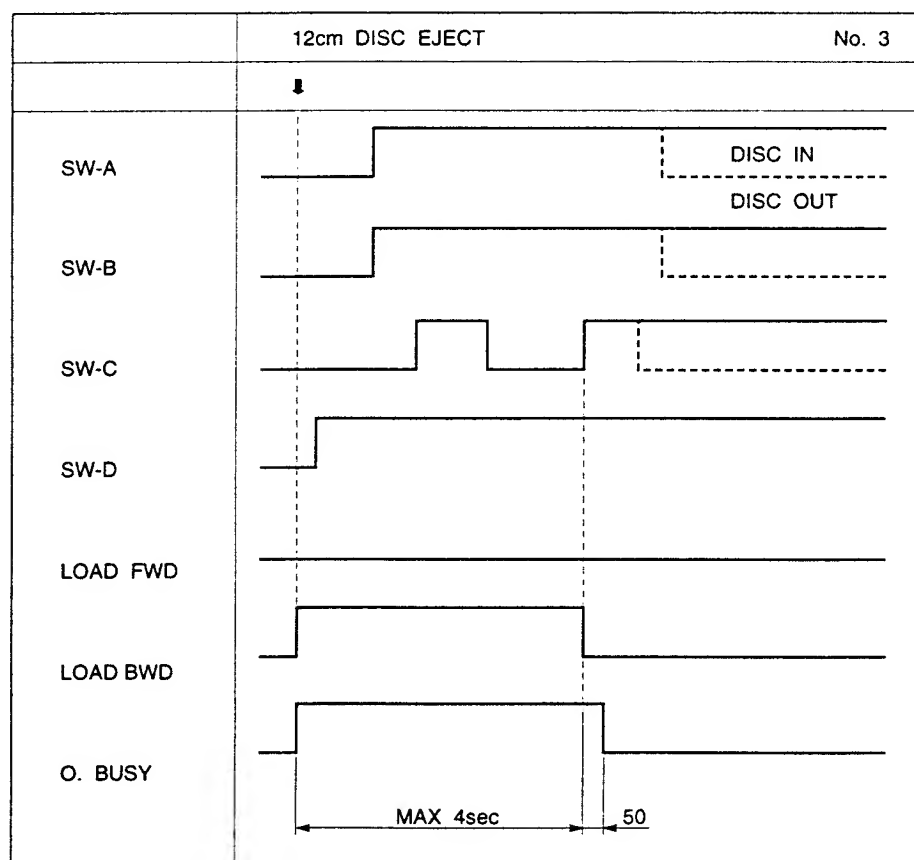 12cm DISC EJECT No. 3
SW-A
DISC IN
DISC OUT
SW-B
SW-C
SW-D
LOAD FWD
LOAD BWD
O. BUSY
MAX 4sec 50